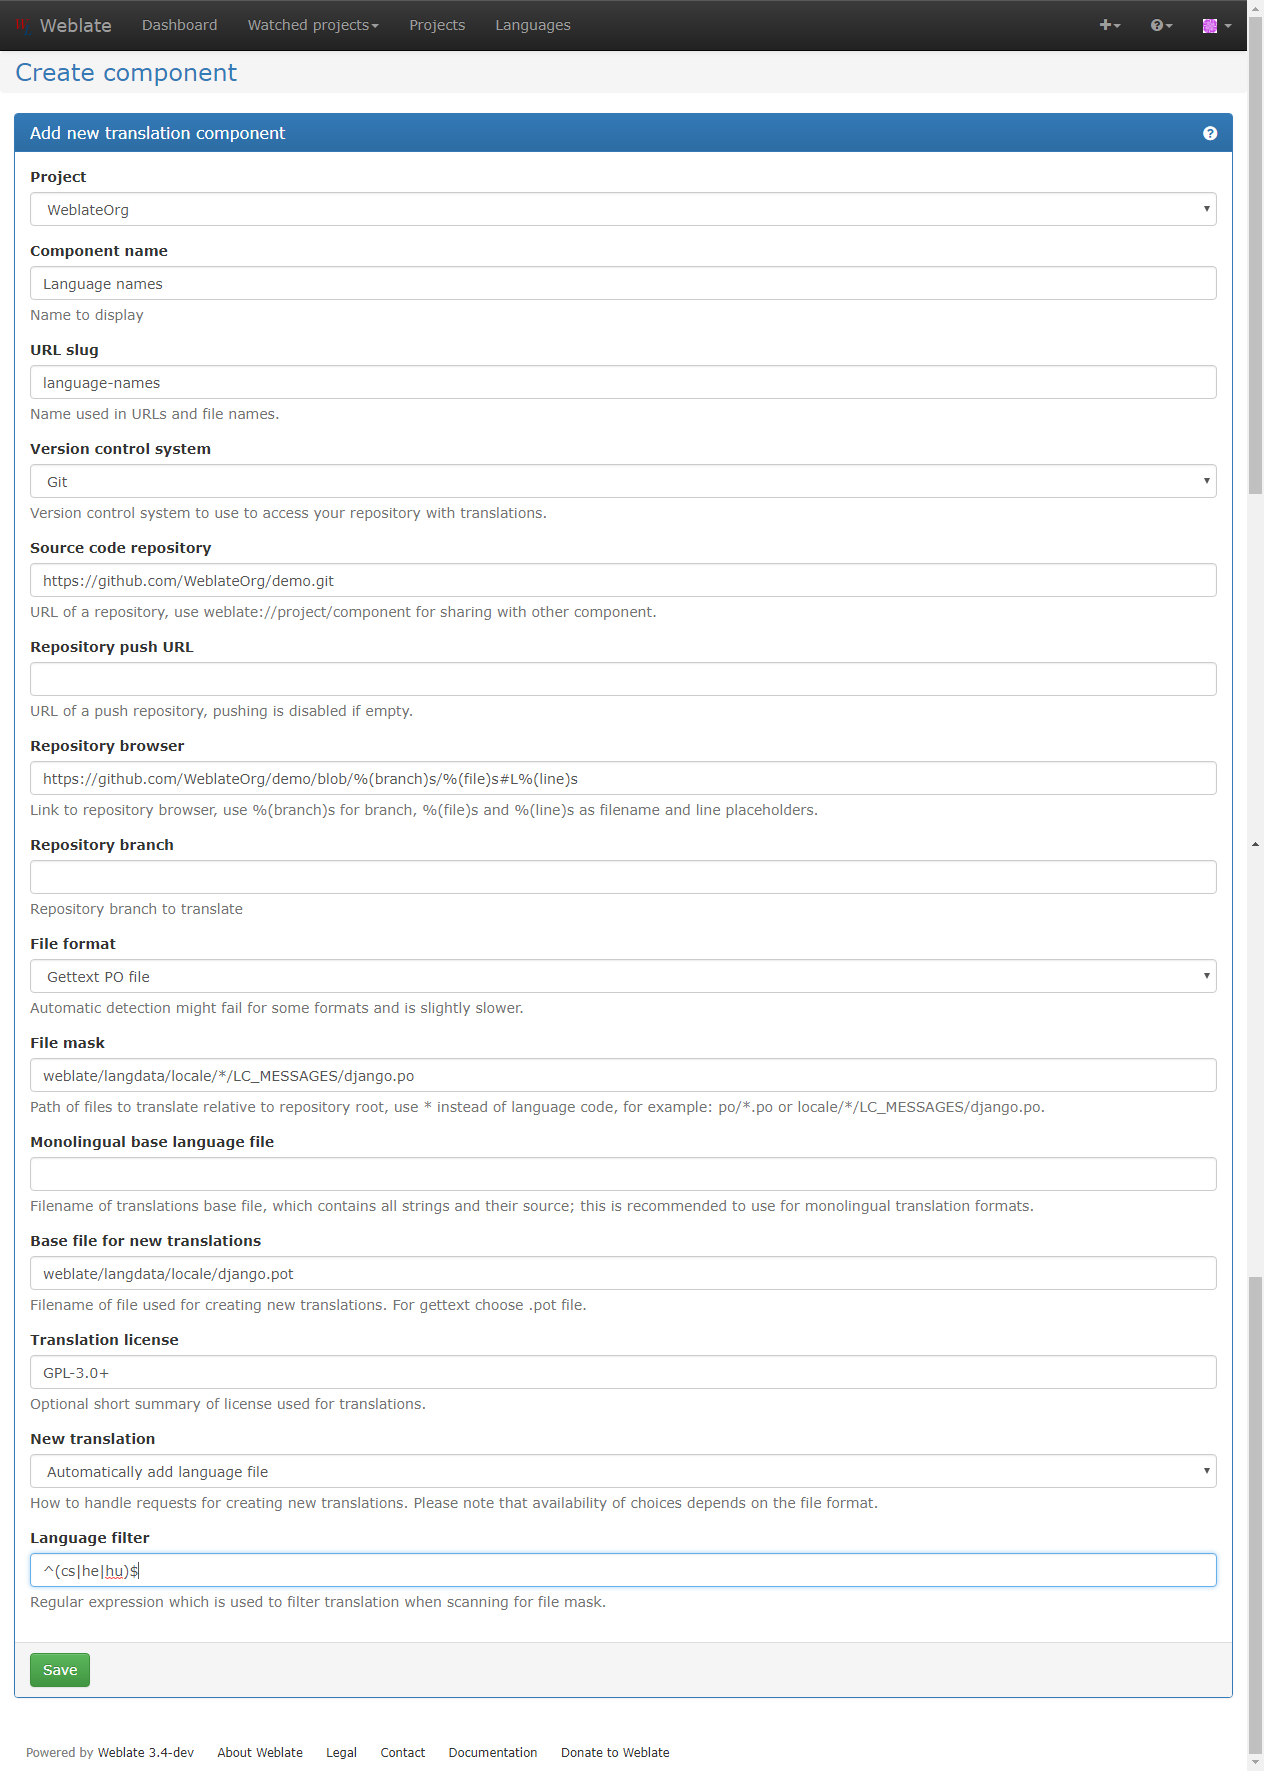 Weblate Dashboard Watched projects Projects Languages
Create component
Add new translation component
Project
WeblateOrg
Component name
Language names
Name to display
URL slug
language-names
Name used in URLs and file names.
Version control system
Git
Version control system to use to access your repository with translations.
Source code repository
https://github.com/WeblateOrg/demo.git
URL of a repository, use weblate://project/component for sharing with other component.
Repository push URL
URL of a push repository, pushing is disabled if empty.
Repository browser
https://github.com/WeblateOrg/demo/blob/%(branch)s/%(file)s#L%(line)s
Link to repository browser, use %(branch)s for branch, %(file)s and %(line)s as filename and line placeholders.
Repository branch
Repository branch to translate
File format
Gettext PO file
Automatic detection might fail for some formats and is slightly slower.
File mask
weblate/langdata/locale/*/LC_MESSAGES/django.po
Path of files to translate relative to repository root, use * instead of language code, for example: po/*.po or locale/*/LC_MESSAGES/django.po.
Monolingual base language file
Filename of translations base file, which contains all strings and their source; this is recommended to use for monolingual translation formats.
Base file for new translations
weblate/langdata/locale/django.pot
Filename of file used for creating new translations. For gettext choose .pot file.
Translation license
GPL-3.0+
Optional short summary of license used for translations.
New translation
Automatically add language file
How to handle requests for creating new translations. Please note that availability of choices depends on the file format.
Language filter
^(cs|he|hu)$
Regular expression which is used to filter translation when scanning for file mask.
Save
Powered by Weblate 3.4-dev About Weblate Legal Contact Documentation Donate to Weblate